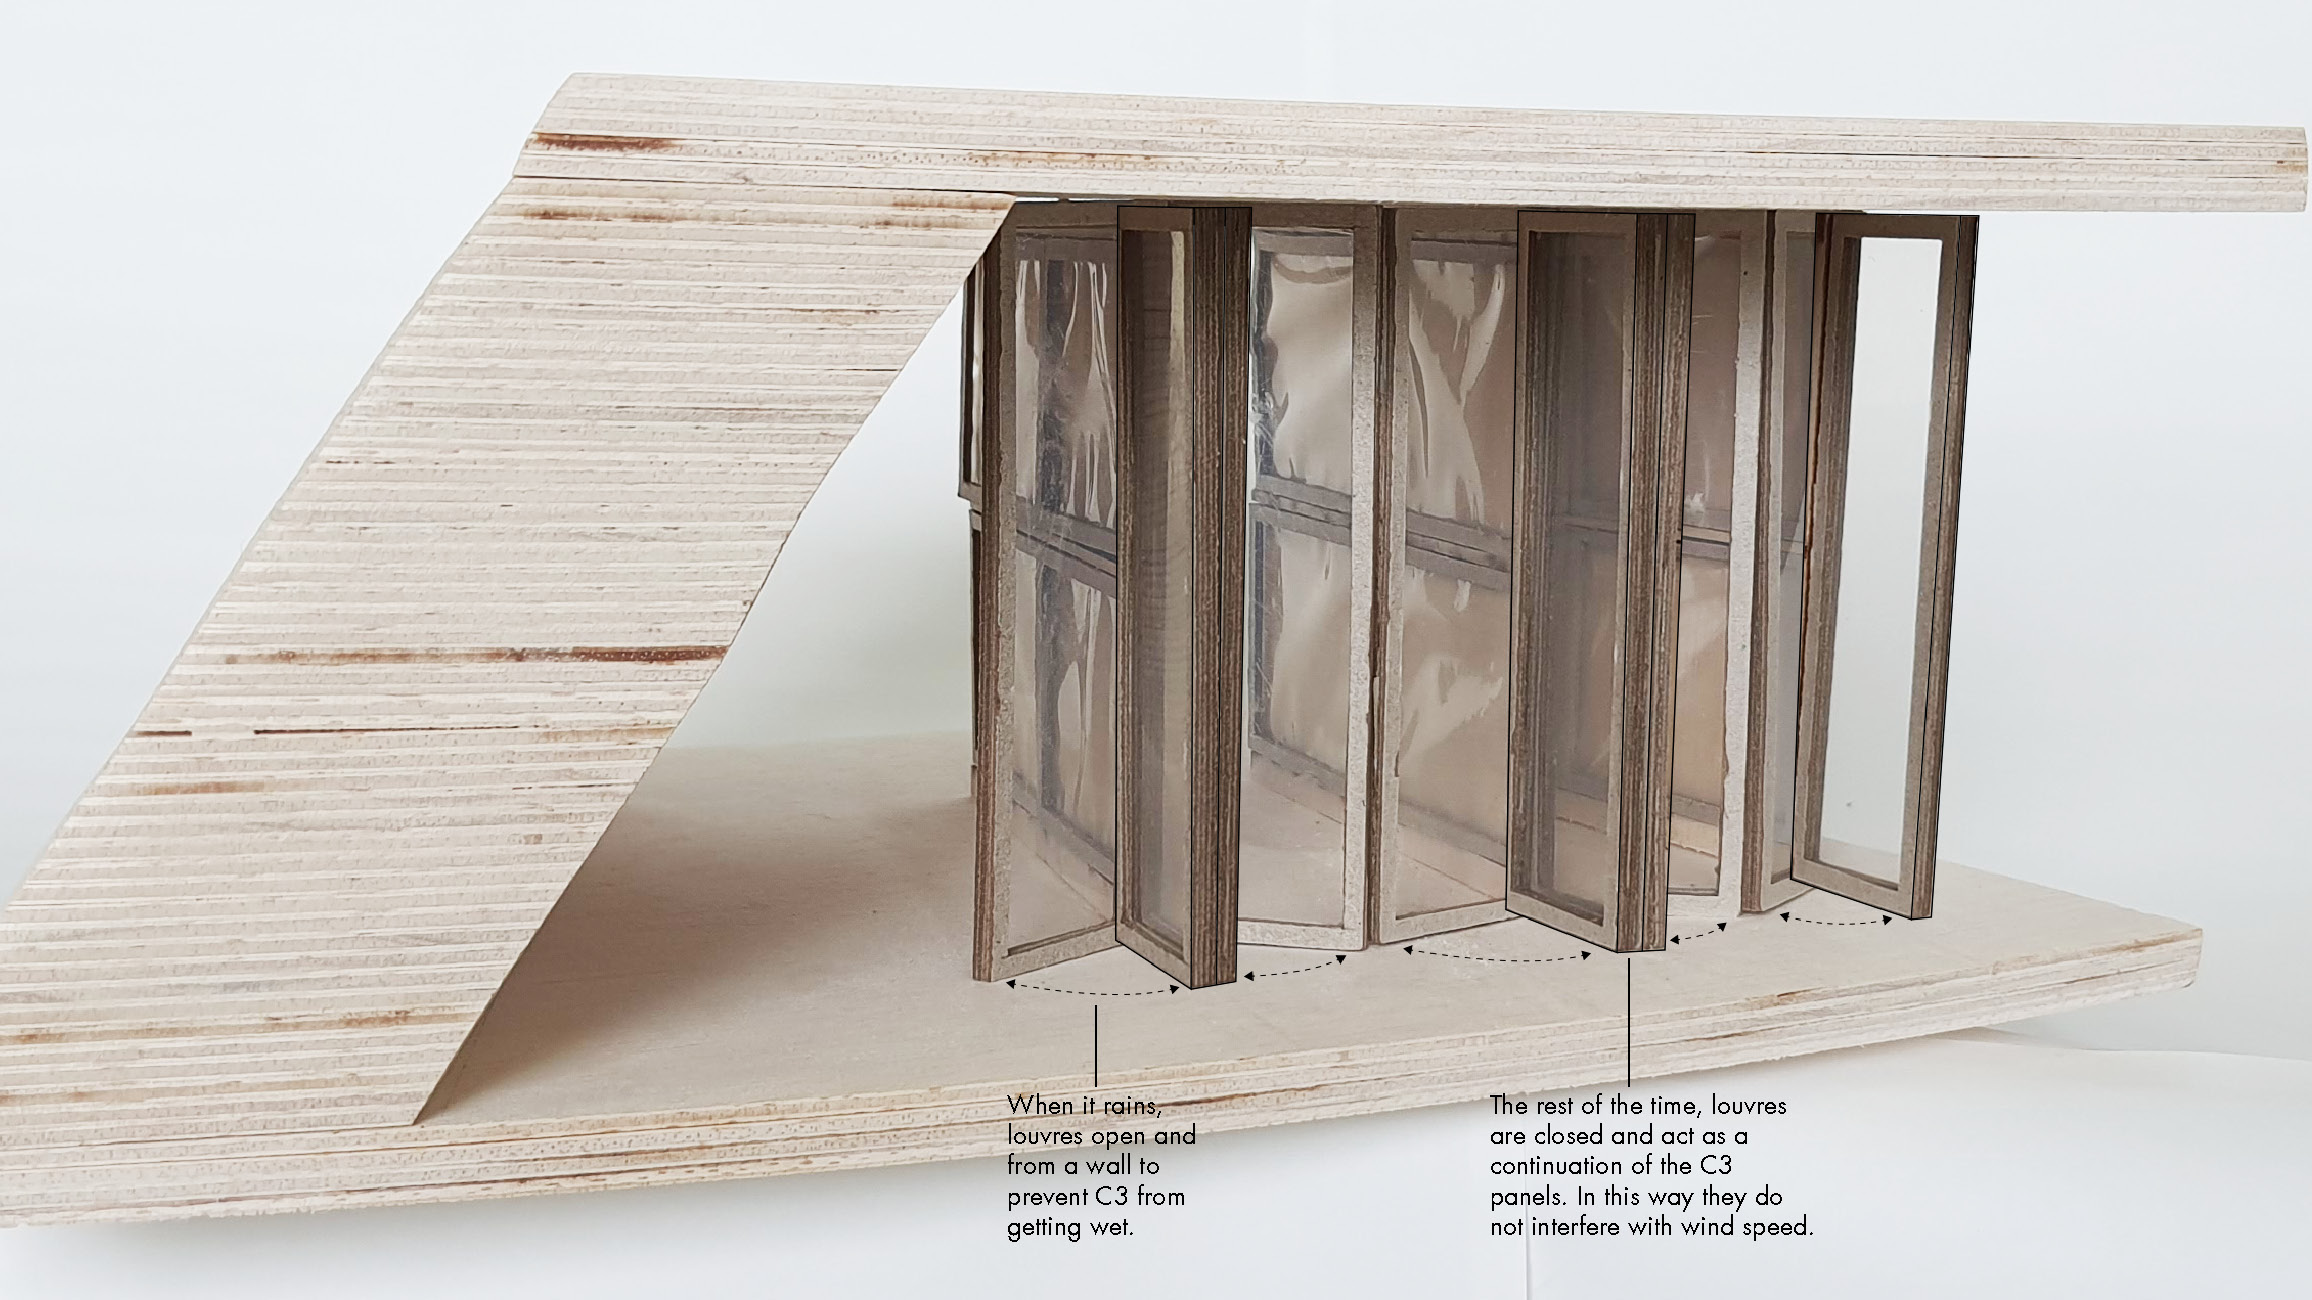 When it rains,
louvres open and
from a wall to
prevent C3 from
getting wet.
The rest of the time, louvres
are closed and act as a
continuation of the C3
panels. In this way they do
not interfere with wind speed.